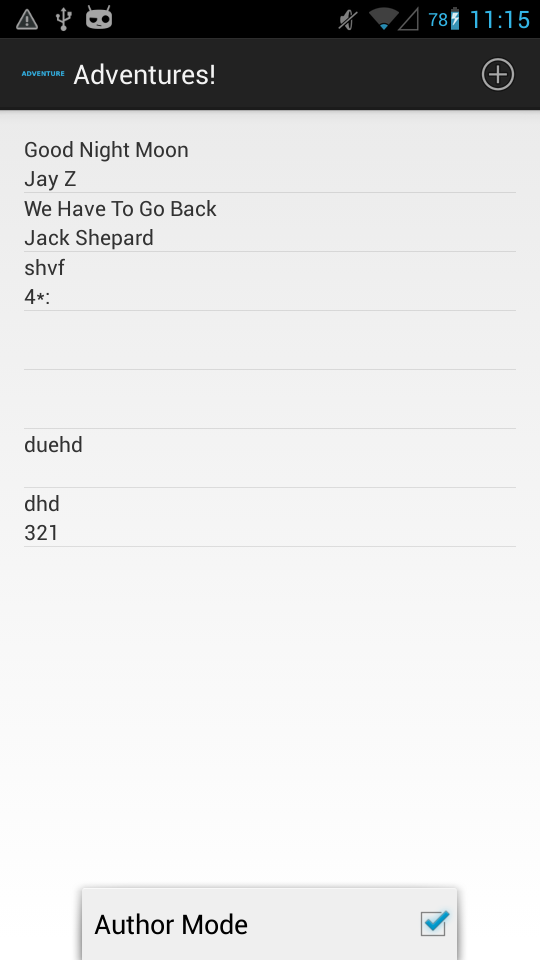 78 11:15
ADVENTURE Adventures!
Good Night Moon
Jay Z
We Have To Go Back
Jack Shepard
shvf
4*:
duehd
dhd
321
Author Mode